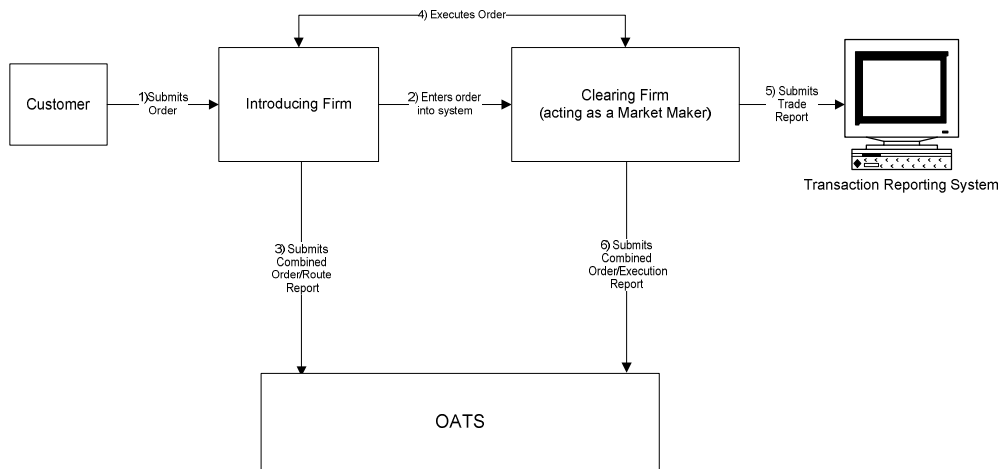 4) Executes Order
Customer
1)Submits
Order
Introducing Firm
2) Enters order
into system
Clearing Firm
(acting as a Market Maker)
5) Submits
Trade
Report
Transaction Reporting System
3) Submits
Combined
Order/Route
Report
6) Submits
Combined
Order/Execution
Report
OATS